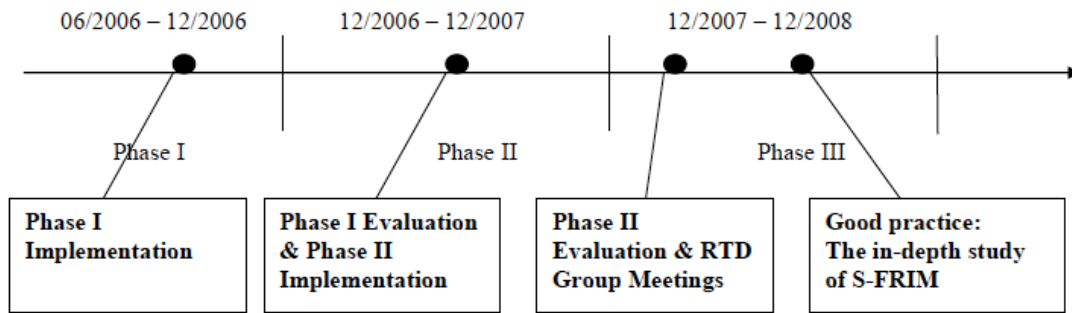 06/2006 – 12/2006
12/2006 – 12/2007
12/2007 – 12/2008
Phase I
Phase II
Phase III
Phase I
Implementation
Phase I Evaluation
& Phase II
Implementation
Phase II
Evaluation & RTD
Group Meetings
Good practice:
The in-depth study
of S-FRIM